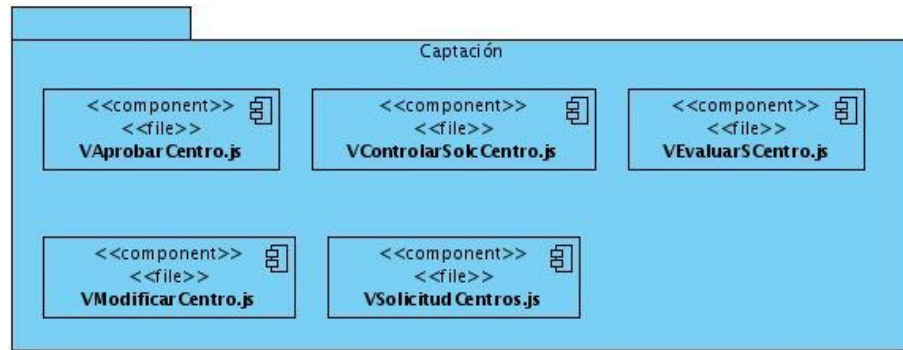 Captación
<<component>>
<<file>>
VAprobarCentro.js
<<component>>
<<file>>
VControlarSolcCentro.js
<<component>>
<<file>>
VEvaluarSCentro.js
<<component>>
<<file>>
VModificarCentro.js
<<component>>
<<file>>
VSolicitudCentros.js